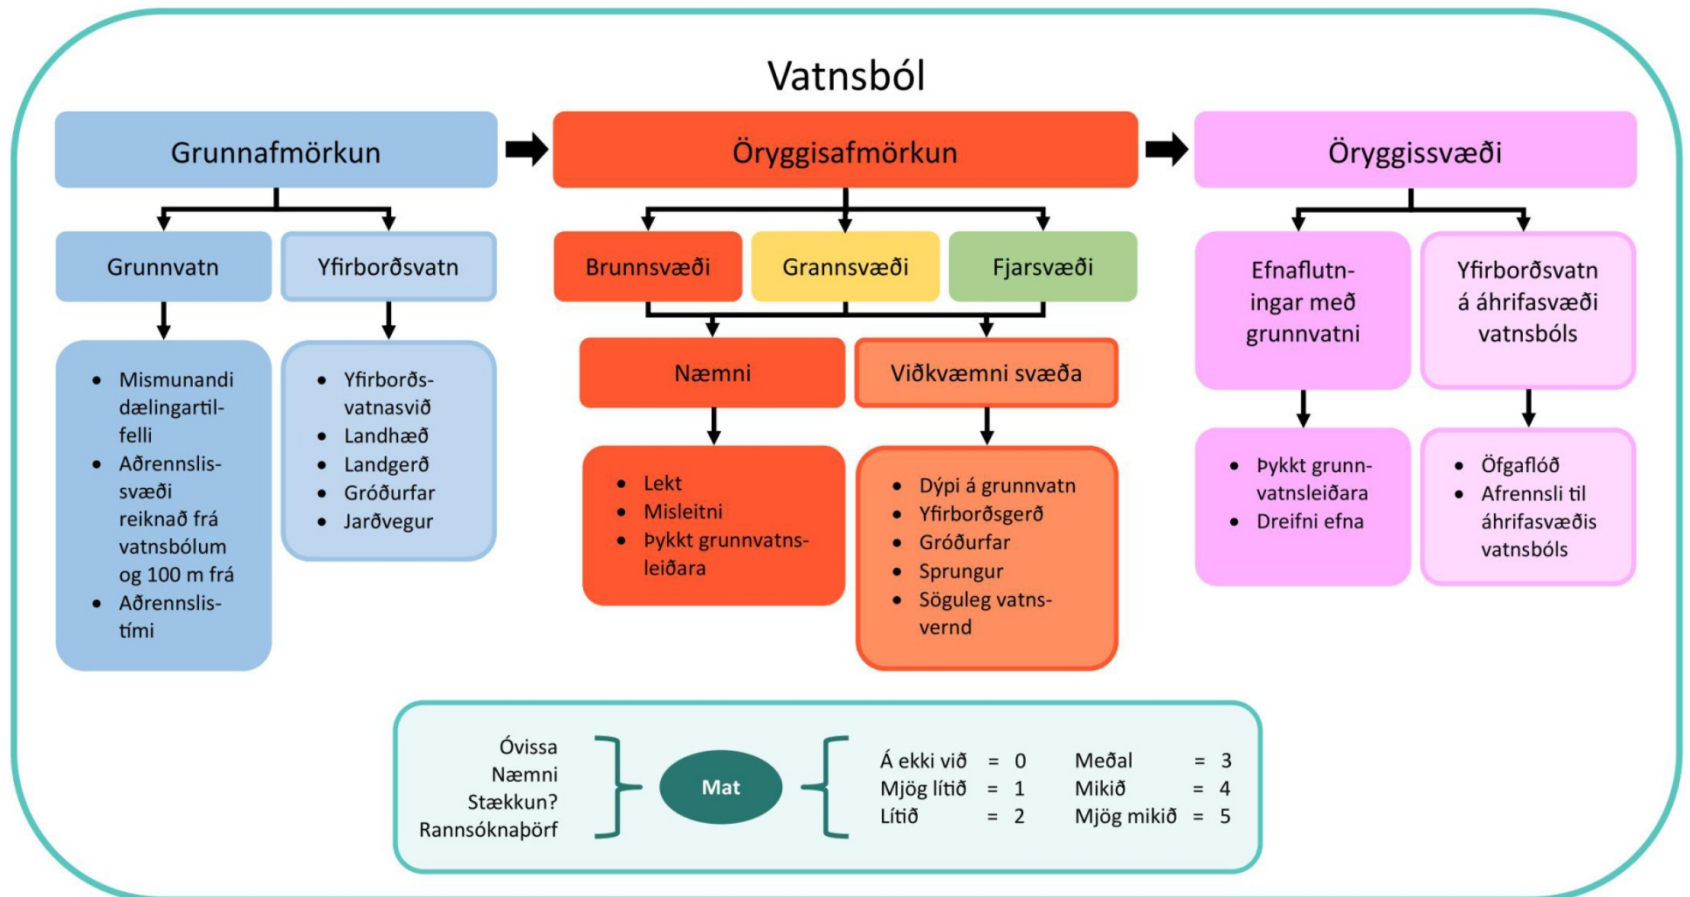 Vatnsból
Grunnafmörkun
Öryggisafmörkun
Öryggissvæði
Grunnvatn
Yfirborðsvatn
Brunnsvæði
Grannsvæði
Fjarsvæði
Efnaflutn-
ingar með
grunnvatni
Yfirborðsvatn
á áhrifasvæði
vatnsbóls
Næmni
Viðkvæmni svæða
• Mismunandi
dælingartil-
felli
• Aðrennslis-
svæði
reiknað frá
vatnsbólum
og 100 m frá
• Aðrennslis-
tími
• Yfirborðs-
vatnasvið
• Landhæð
• Landgerð
• Gróðurfar
• Jarðvegur
• Lekt
• Misleitni
• Þykkt grunnvatns-
leiðara
• Dýpi á grunnvatn
• Yfirborðsgerð
• Gróðurfar
• Sprungur
• Söguleg vatns-
vernd
• Þykkt grunn-
vatnsleiðara
• Dreifni efna
• Öfgaflóð
• Afrennsli til
áhrifasvæðis
vatnsbóls
Óvissa
Næmni
Stækkun?
Rannsóknaþörf
Mat
Á ekki við = 0
Mjög lítið = 1
Lítið = 2
Meðal = 3
Mikið = 4
Mjög mikið = 5